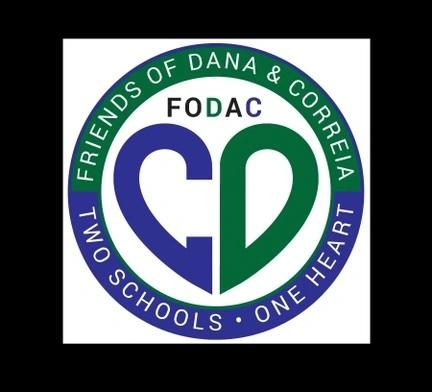 FRIENDS OF DANA & CORREIA
FODAC
CD
TWO SCHOOLS • ONE HEART